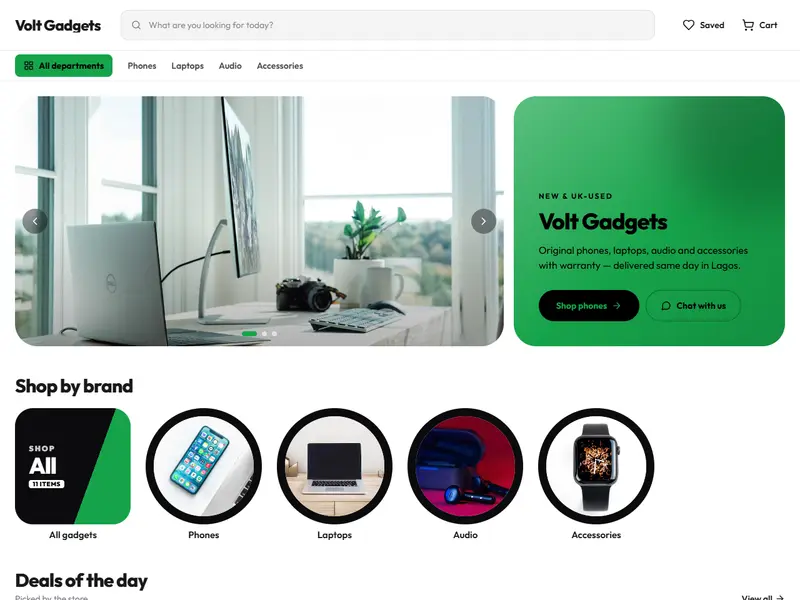 Volt Gadgets
What are you looking for today?
Saved
Cart
All departments
Phones
Laptops
Audio
Accessories
NEW & UK-USED
Volt Gadgets
Original phones, laptops, audio and accessories
with warranty — delivered same day in Lagos.
Shop phones
Chat with us
Shop by brand
SHOP
All
11 ITEMS
All gadgets
Phones
Laptops
Audio
Accessories
Deals of the day
Picked by the store
View all